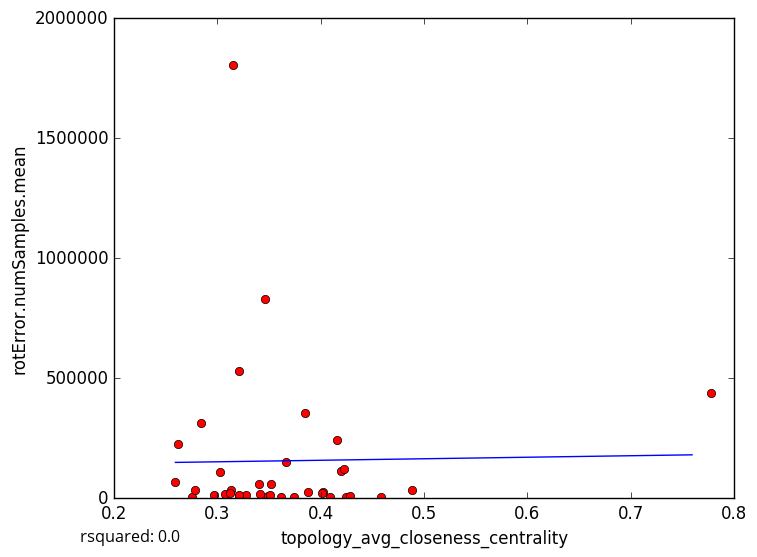 2000000
1500000
1000000
500000
0
rotError.numSamples.mean
0.2 0.3 0.4 0.5 0.6 0.7 0.8
rsquared: 0.0
topology_avg_closeness_centrality